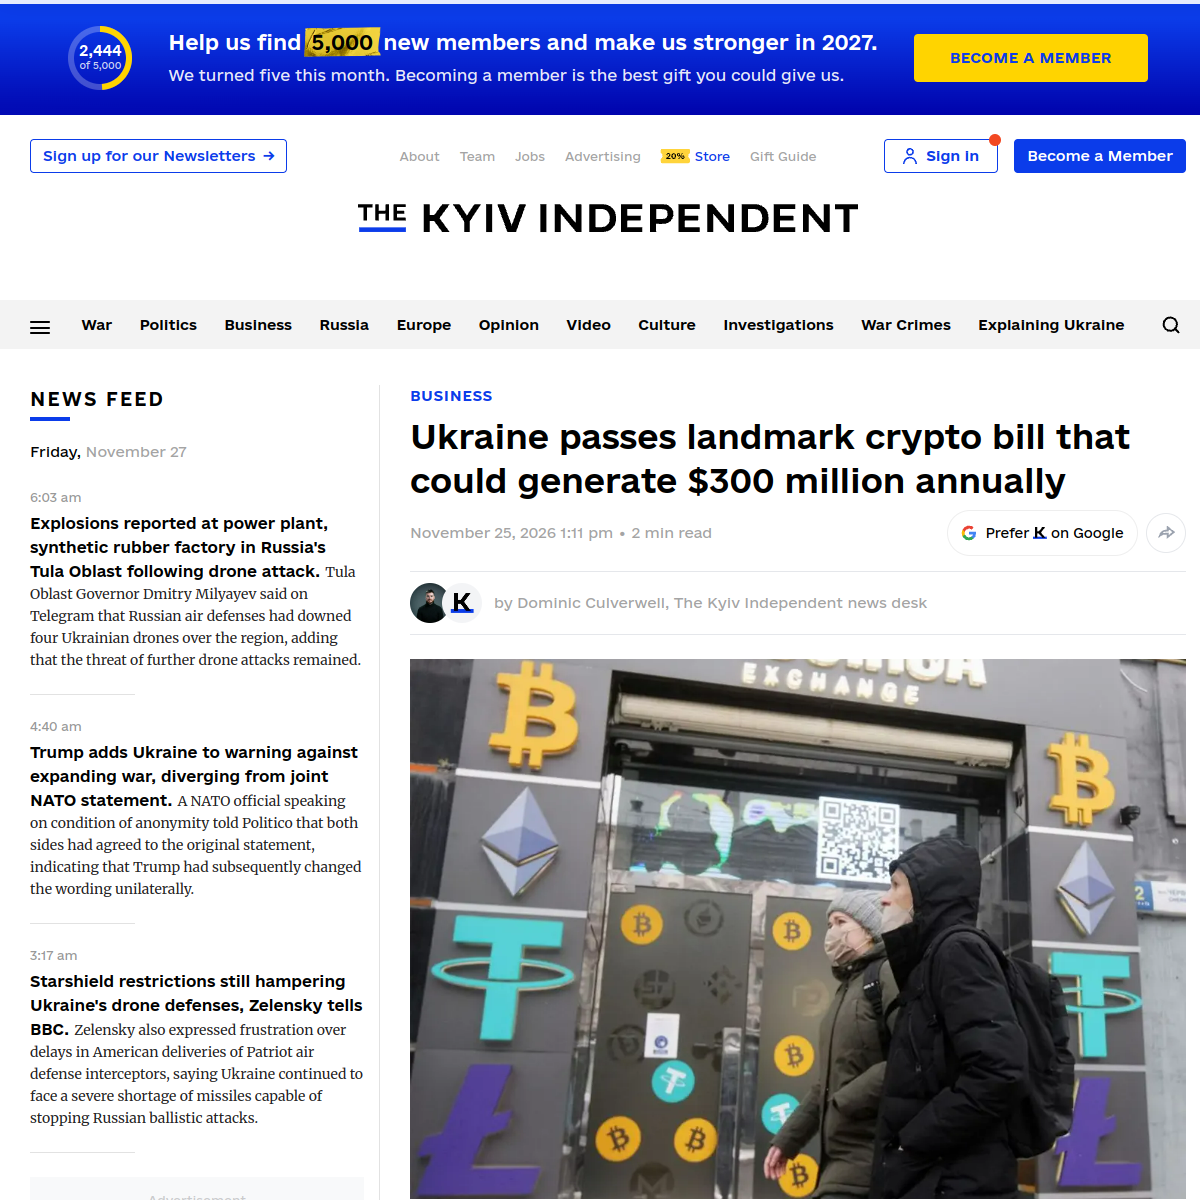 2,444
of 5,000
Help us find 5,000 new members and make us stronger in 2027.
We turned five this month. Becoming a member is the best gift you could give us.
BECOME A MEMBER
Sign up for our Newsletters →
About Team Jobs Advertising 20% Store Gift Guide
Sign in
Become a Member
THE KYIV INDEPENDENT
War Politics Business Russia Europe Opinion Video Culture Investigations War Crimes Explaining Ukraine
NEWS FEED
Friday, November 27
6:03 am
Explosions reported at power plant,
synthetic rubber factory in Russia's
Tula Oblast following drone attack. Tula
Oblast Governor Dmitry Milyayev said on
Telegram that Russian air defenses had downed
four Ukrainian drones over the region, adding
that the threat of further drone attacks remained.
4:40 am
Trump adds Ukraine to warning against
expanding war, diverging from joint
NATO statement. A NATO official speaking
on condition of anonymity told Politico that both
sides had agreed to the original statement,
indicating that Trump had subsequently changed
the wording unilaterally.
3:17 am
Starshield restrictions still hampering
Ukraine's drone defenses, Zelensky tells
BBC. Zelensky also expressed frustration over
delays in American deliveries of Patriot air
defense interceptors, saying Ukraine continued to
face a severe shortage of missiles capable of
stopping Russian ballistic attacks.
Advertisement
BUSINESS
Ukraine passes landmark crypto bill that
could generate $300 million annually
November 25, 2026 1:11 pm • 2 min read
Prefer K on Google
K
by Dominic Culverwell, The Kyiv Independent news desk
EXCHANGE
2